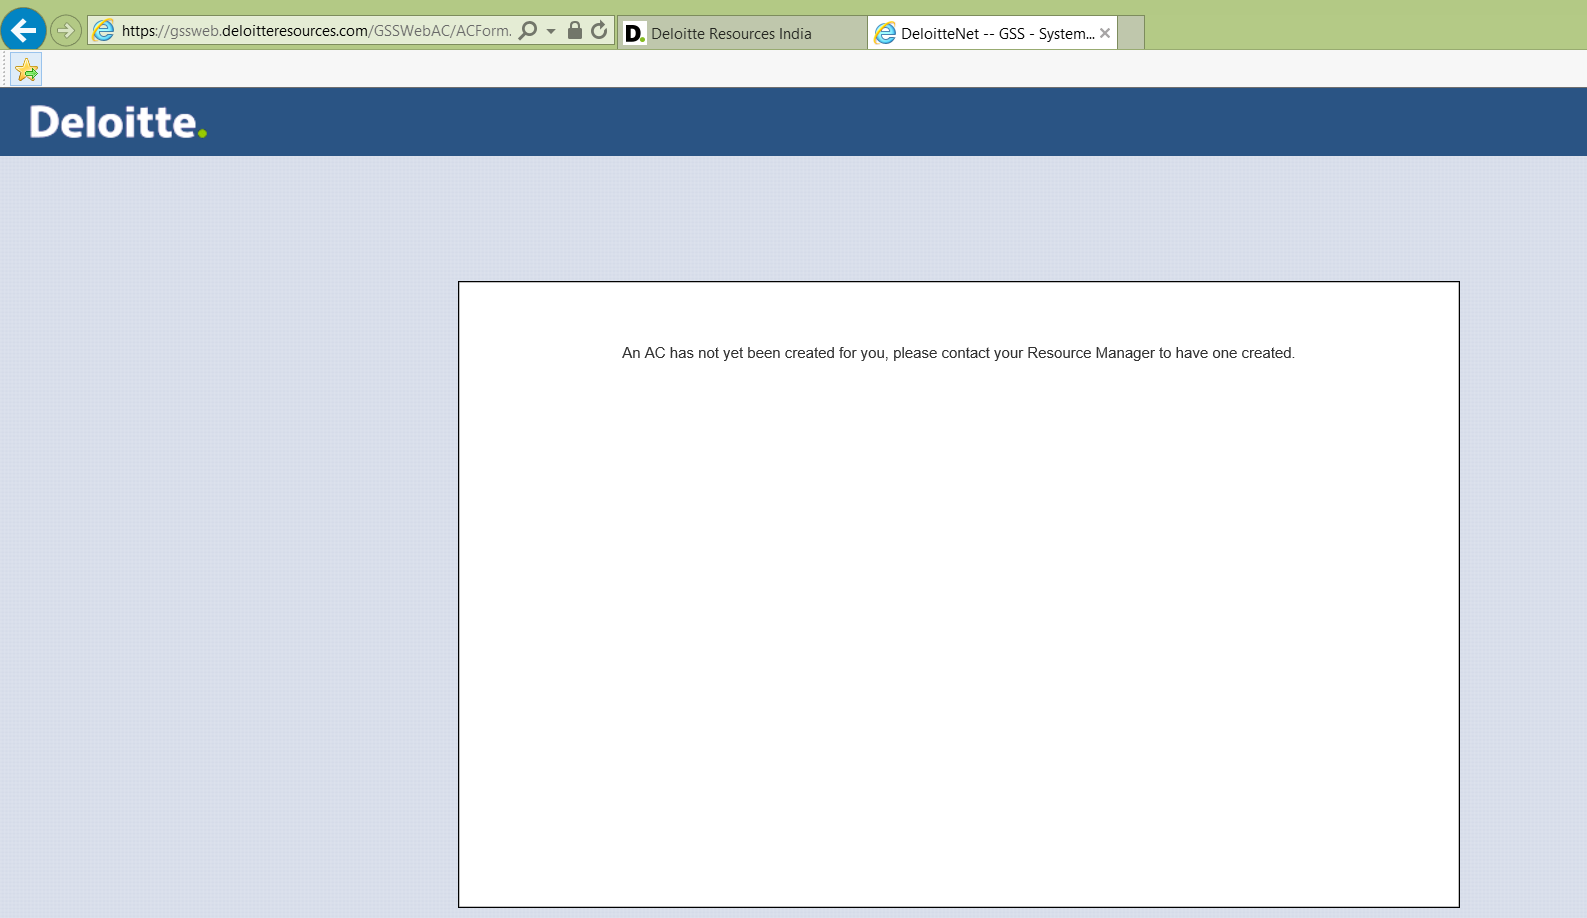 https://gssweb.deloitteresources.com/GSSWebAC/ACForm.
D. Deloitte Resources India
DeloitteNet -- GSS - System...
Deloitte.
An AC has not yet been created for you, please contact your Resource Manager to have one created.